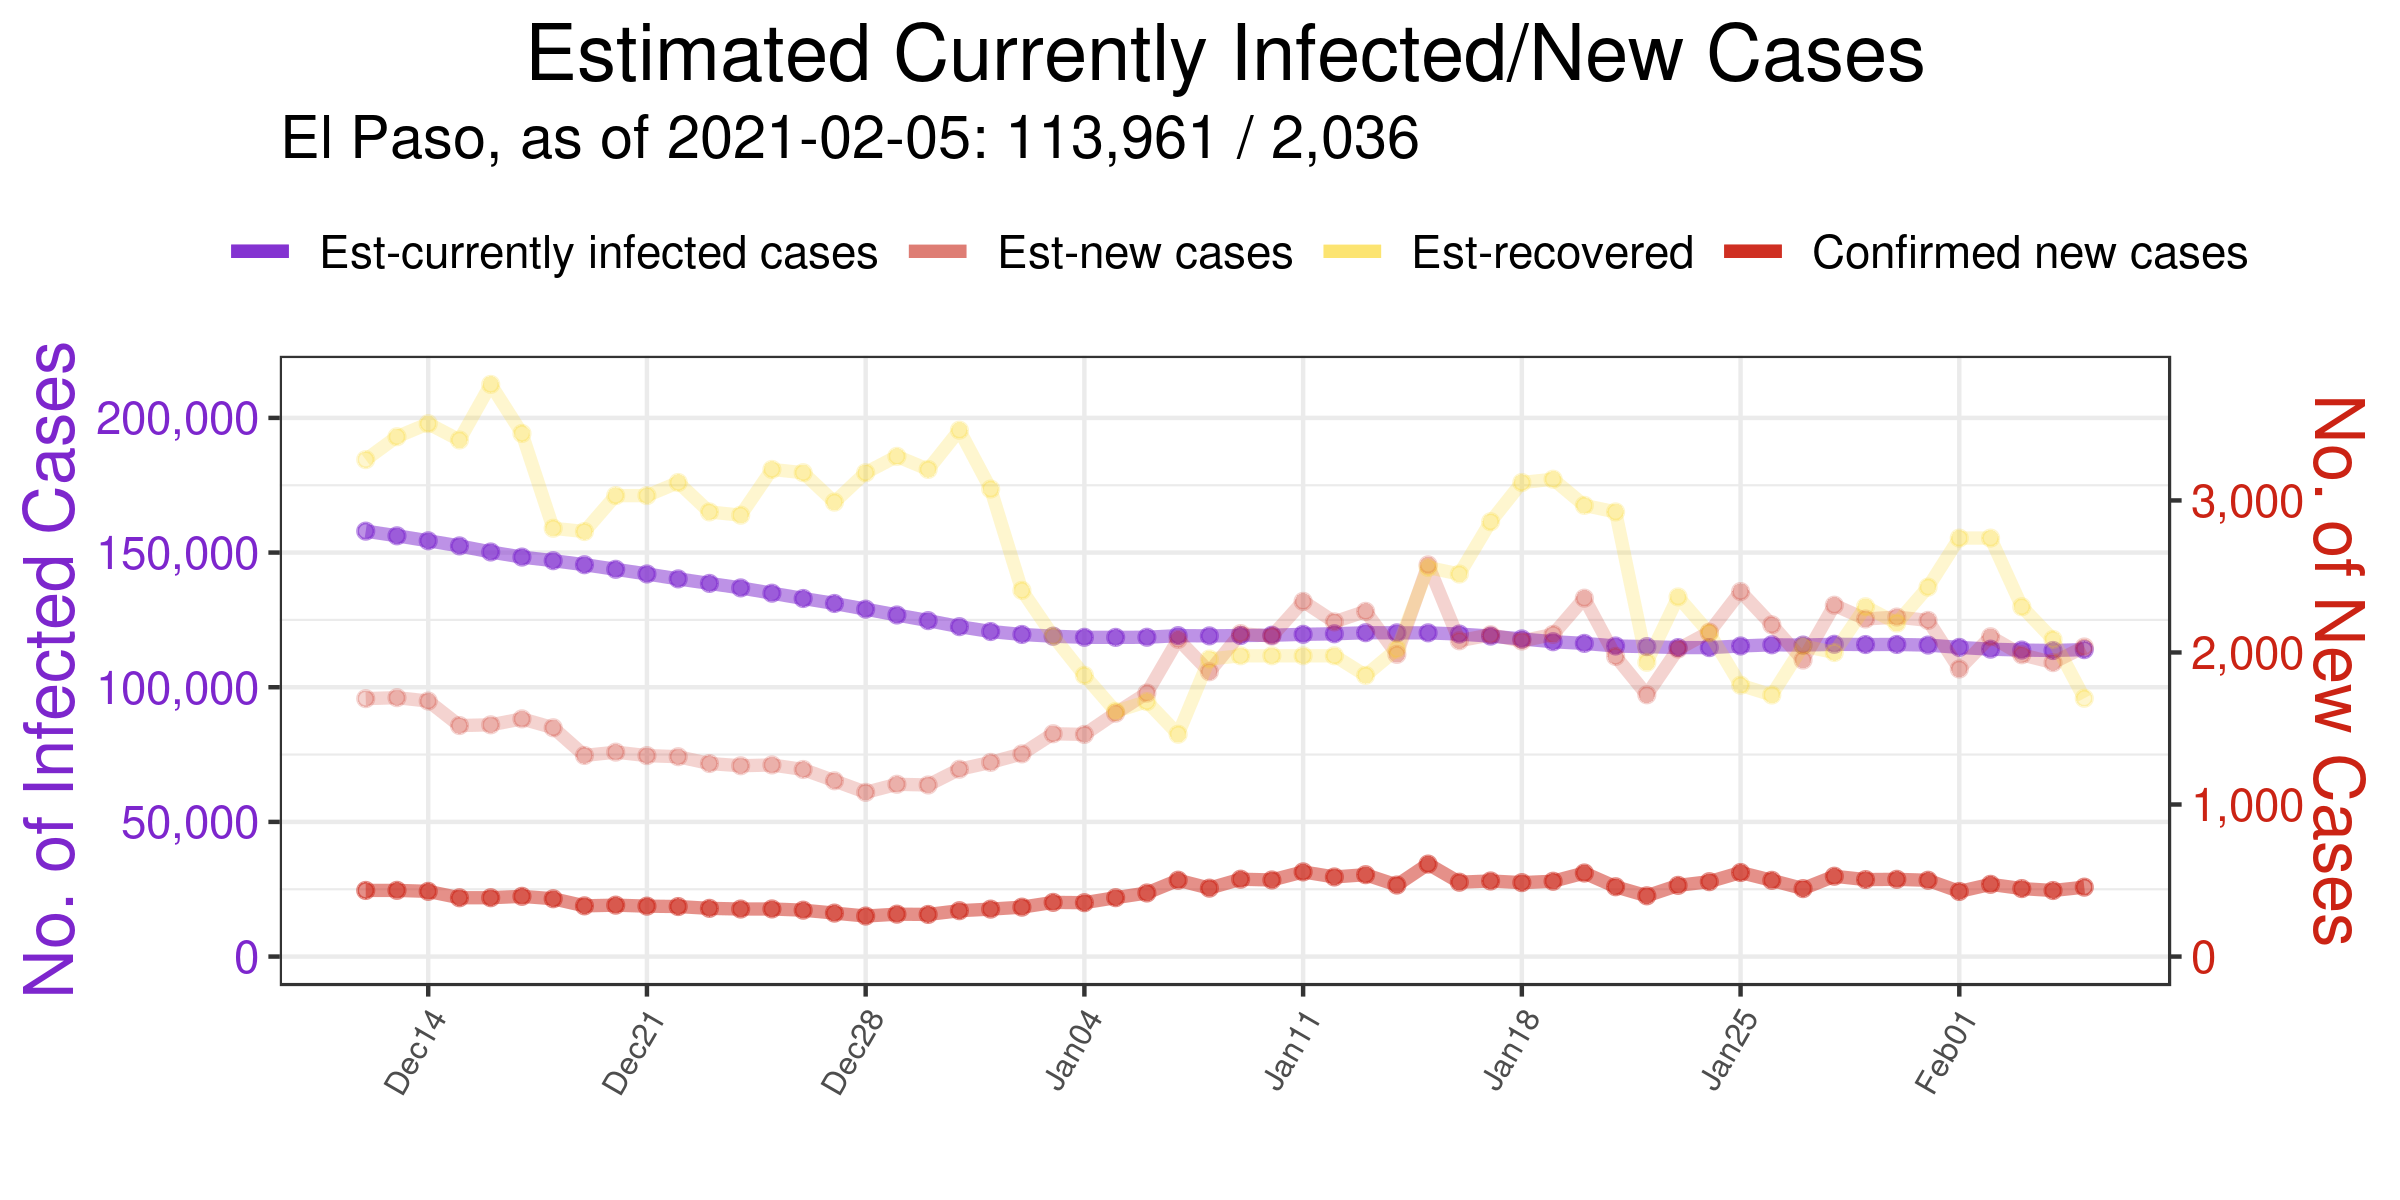 Estimated Currently Infected/New Cases
El Paso, as of 2021-02-05: 113,961 / 2,036
Est-currently infected cases Est-new cases Est-recovered Confirmed new cases
No. of Infected Cases
200,000
150,000
100,000
50,000
0
3,000
2,000
1,000
0
No. of New Cases
Dec14 Dec21 Dec28 Jan04 Jan11 Jan18 Jan25 Feb01